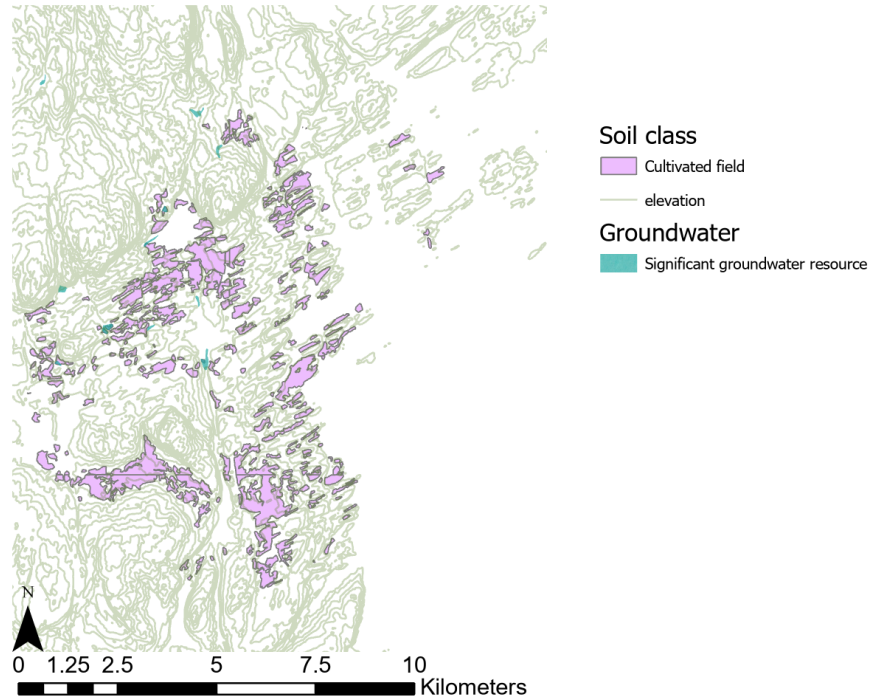 Soil class
Cultivated field
elevation
Groundwater
Significant groundwater resource
N
0 1.25 2.5 5 7.5 10
Kilometers